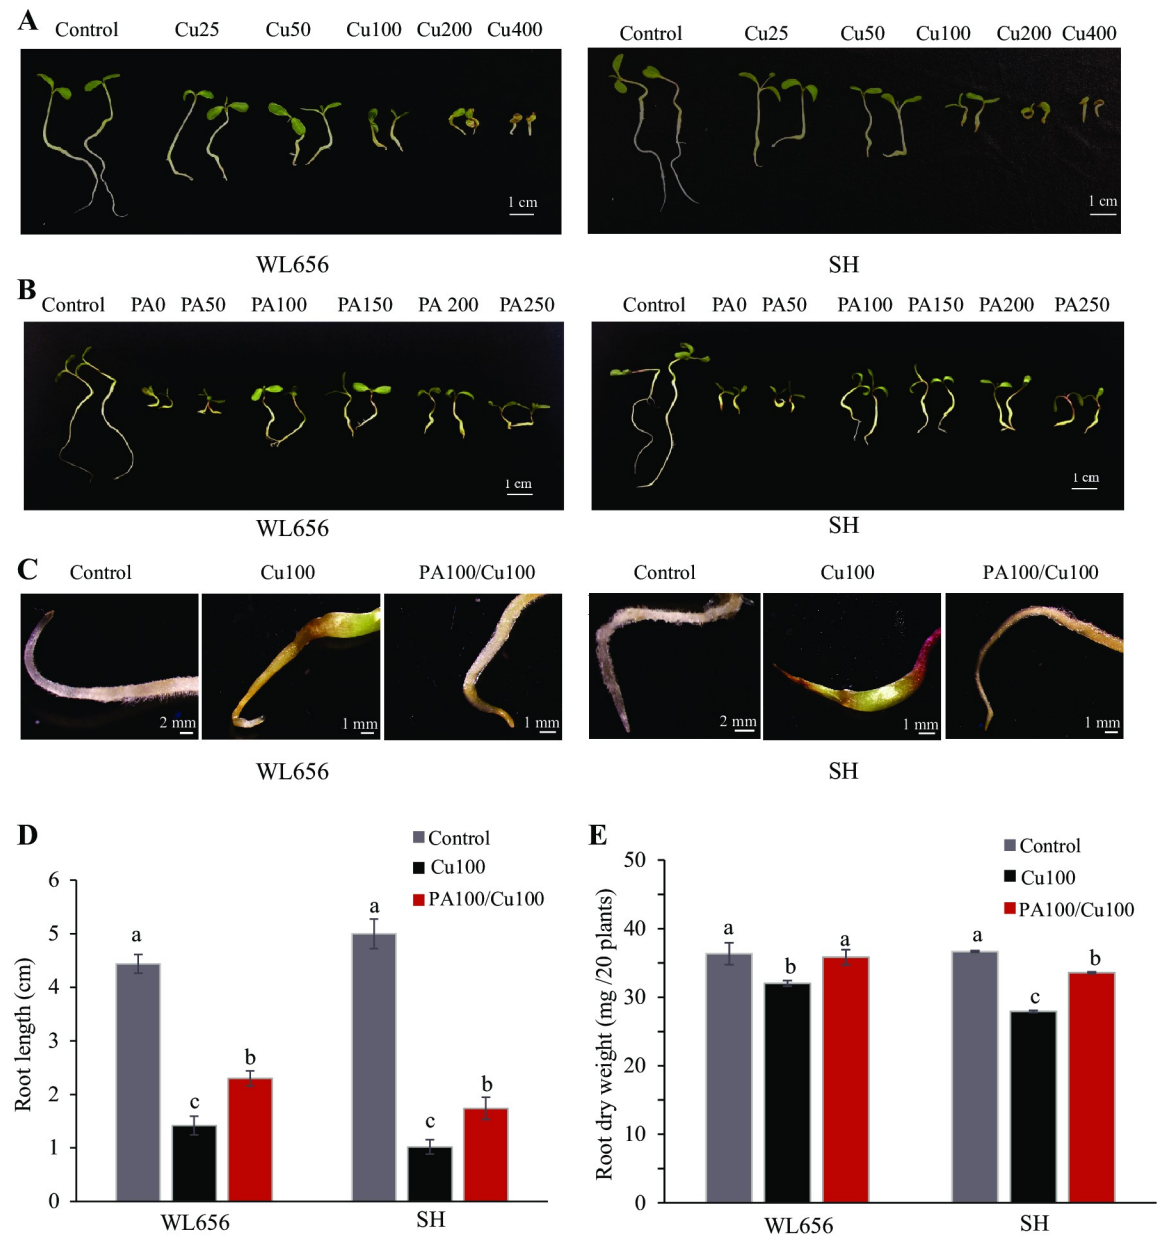 A
Control Cu25 Cu50 Cu100 Cu200 Cu400
Control Cu25 Cu50 Cu100 Cu200 Cu400
1 cm
1 cm
WL656
SH
B
Control PA0 PA50 PA100 PA150 PA 200 PA250
Control PA0 PA50 PA100 PA150 PA200 PA250
1 cm
1 cm
WL656
SH
C
Control Cu100 PA100/Cu100
Control Cu100 PA100/Cu100
2 mm 1 mm 1 mm
2 mm 1 mm 1 mm
WL656
SH
D
Control
Cu100
PA100/Cu100
Root length (cm)
6
5
4
3
2
1
0
a
c
b
a
c
b
WL656
SH
E
Control
Cu100
PA100/Cu100
Root dry weight (mg /20 plants)
50
40
30
20
10
0
a
b
a
a
c
b
WL656
SH